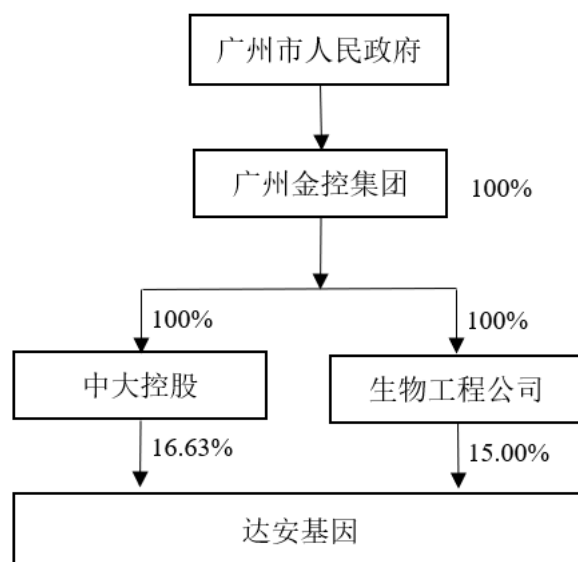 广州市人民政府
广州金控集团
100%
100%
100%
中大控股
生物工程公司
16.63%
15.00%
达安基因